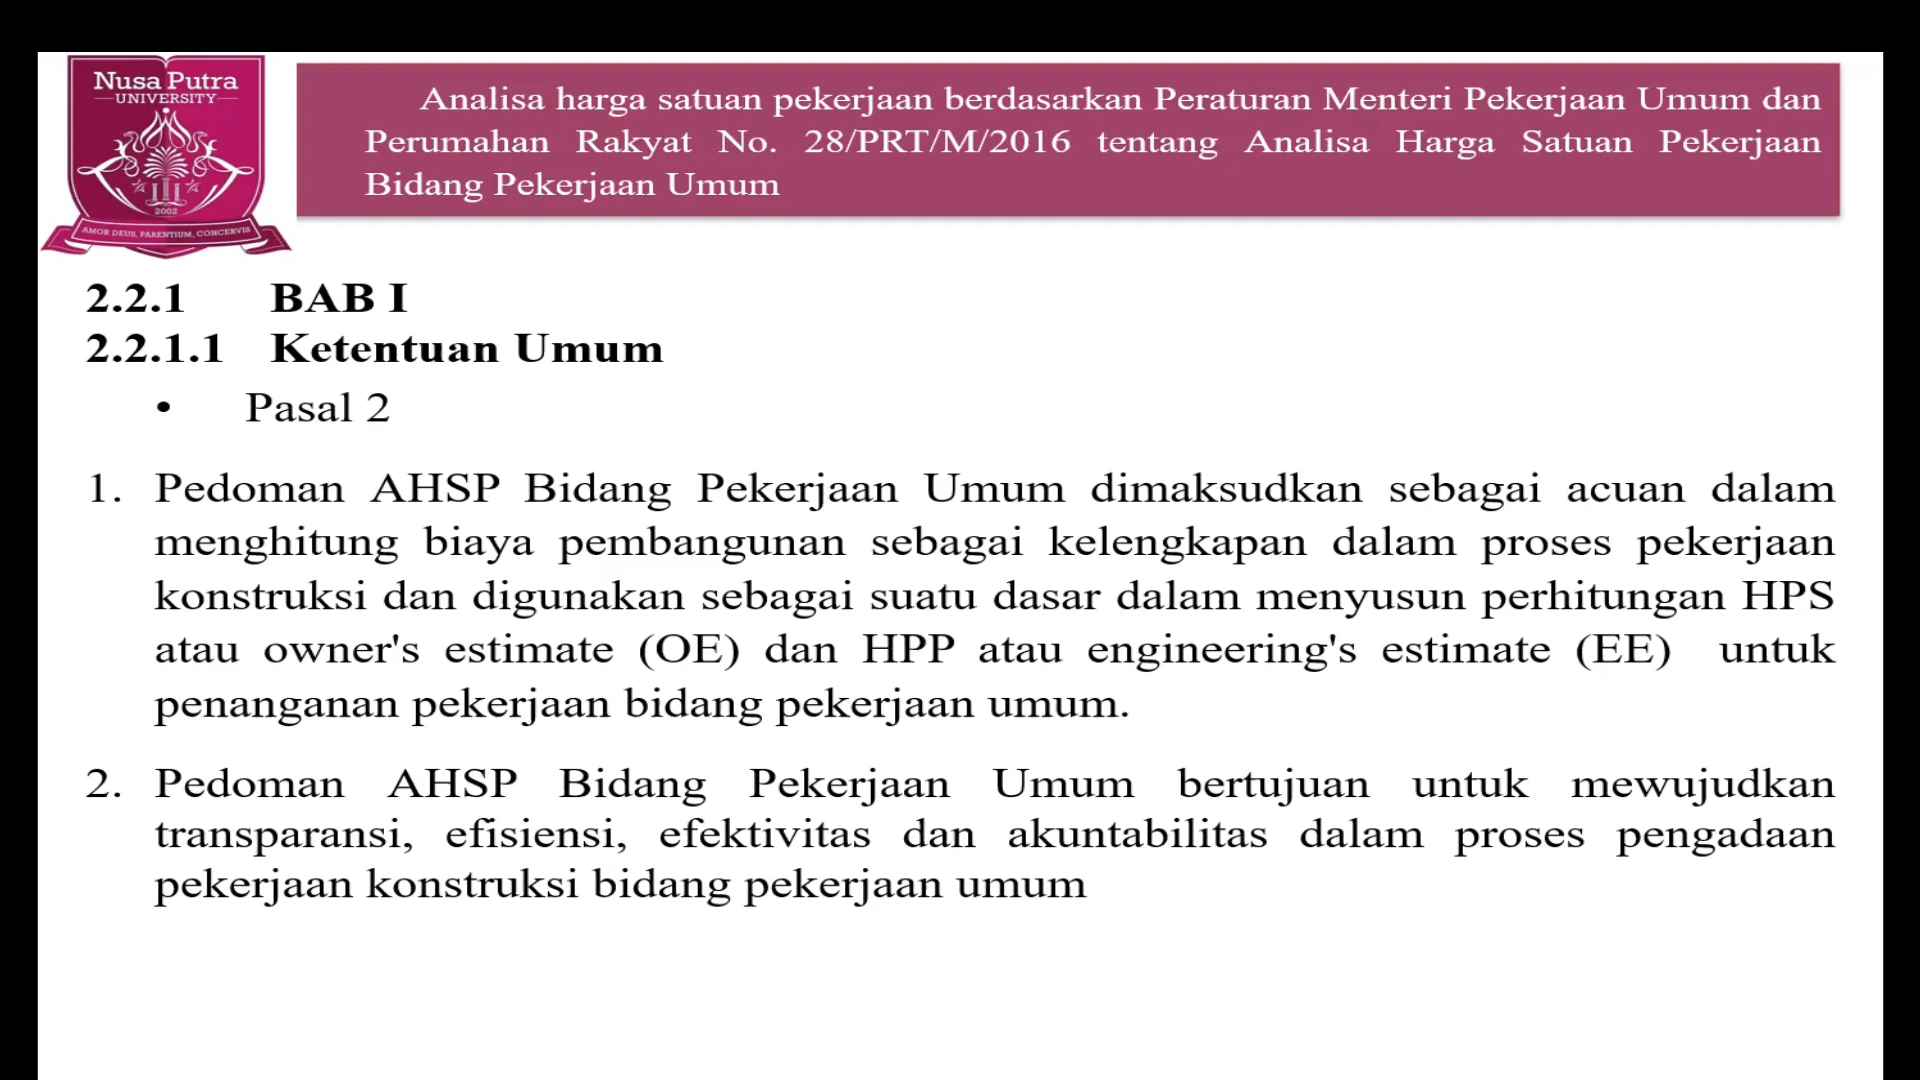 Nusa Putra
UNIVERSITY
2002
AMOR DEUS, PARENTIUM, CONCERVIS
Analisa harga satuan pekerjaan berdasarkan Peraturan Menteri Pekerjaan Umum dan
Perumahan Rakyat No. 28/PRT/M/2016 tentang Analisa Harga Satuan Pekerjaan
Bidang Pekerjaan Umum
2.2.1 BAB I
2.2.1.1 Ketentuan Umum
• Pasal 2
1. Pedoman AHSP Bidang Pekerjaan Umum dimaksudkan sebagai acuan dalam
menghitung biaya pembangunan sebagai kelengkapan dalam proses pekerjaan
konstruksi dan digunakan sebagai suatu dasar dalam menyusun perhitungan HPS
atau owner's estimate (OE) dan HPP atau engineering's estimate (EE) untuk
penanganan pekerjaan bidang pekerjaan umum.
2. Pedoman AHSP Bidang Pekerjaan Umum bertujuan untuk mewujudkan
transparansi, efisiensi, efektivitas dan akuntabilitas dalam proses pengadaan
pekerjaan konstruksi bidang pekerjaan umum